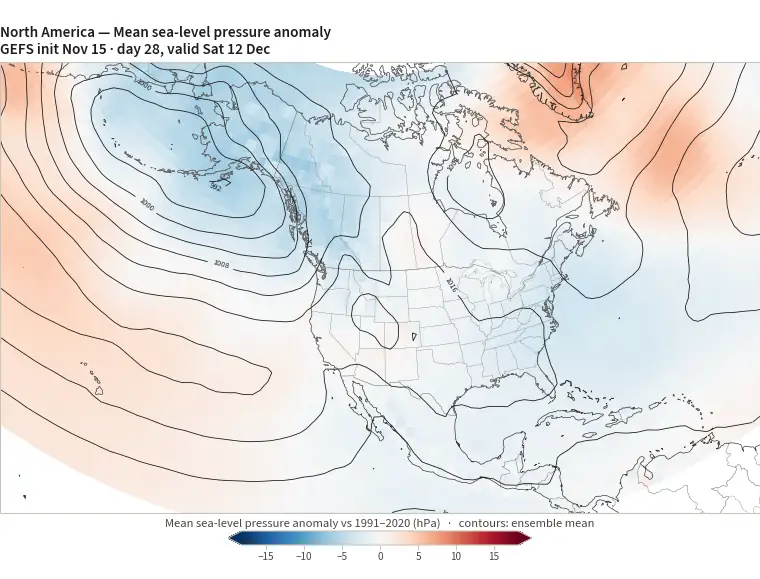 North America — Mean sea-level pressure anomaly
GEFS init Nov 15 · day 28, valid Sat 12 Dec
1000
992
1000
1008
1016
Mean sea-level pressure anomaly vs 1991–2020 (hPa) · contours: ensemble mean
−15 −10 −5 0 5 10 15